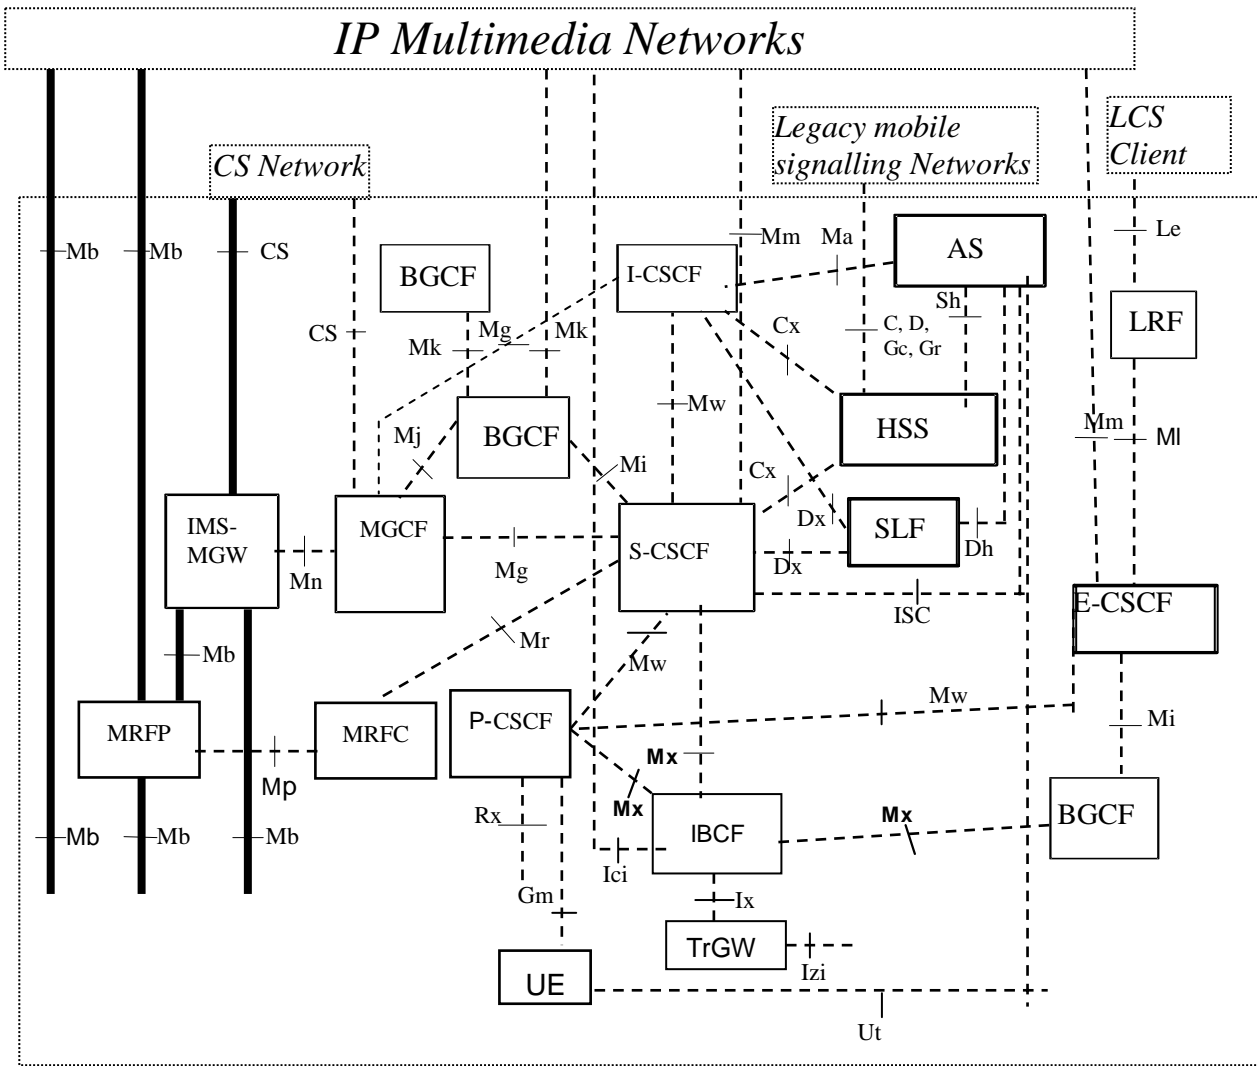 IP Multimedia Networks
Legacy mobile
signalling Networks
LCS
Client
CS Network
Mb
Mb
CS
BGCF
I-CSCF
Mm
Ma
AS
Le
Sh
LRF
CS
Mk
Mg
Mk
Cx
C, D,
Gc, Gr
Mw
HSS
Mm
Ml
Mj
BGCF
Mi
Cx
IMS-
MGW
MGCF
Dx
SLF
S-CSCF
Mn
Mg
Dx
Dh
ISC
E-CSCF
Mb
Mr
Mw
Mw
MRFP
MRFC
P-CSCF
Mi
Mx
Mp
Mx
Rx
Mx
BGCF
Mb
Mb
Mb
IBCF
Ici
Gm
Ix
TrGW
Izi
UE
Ut